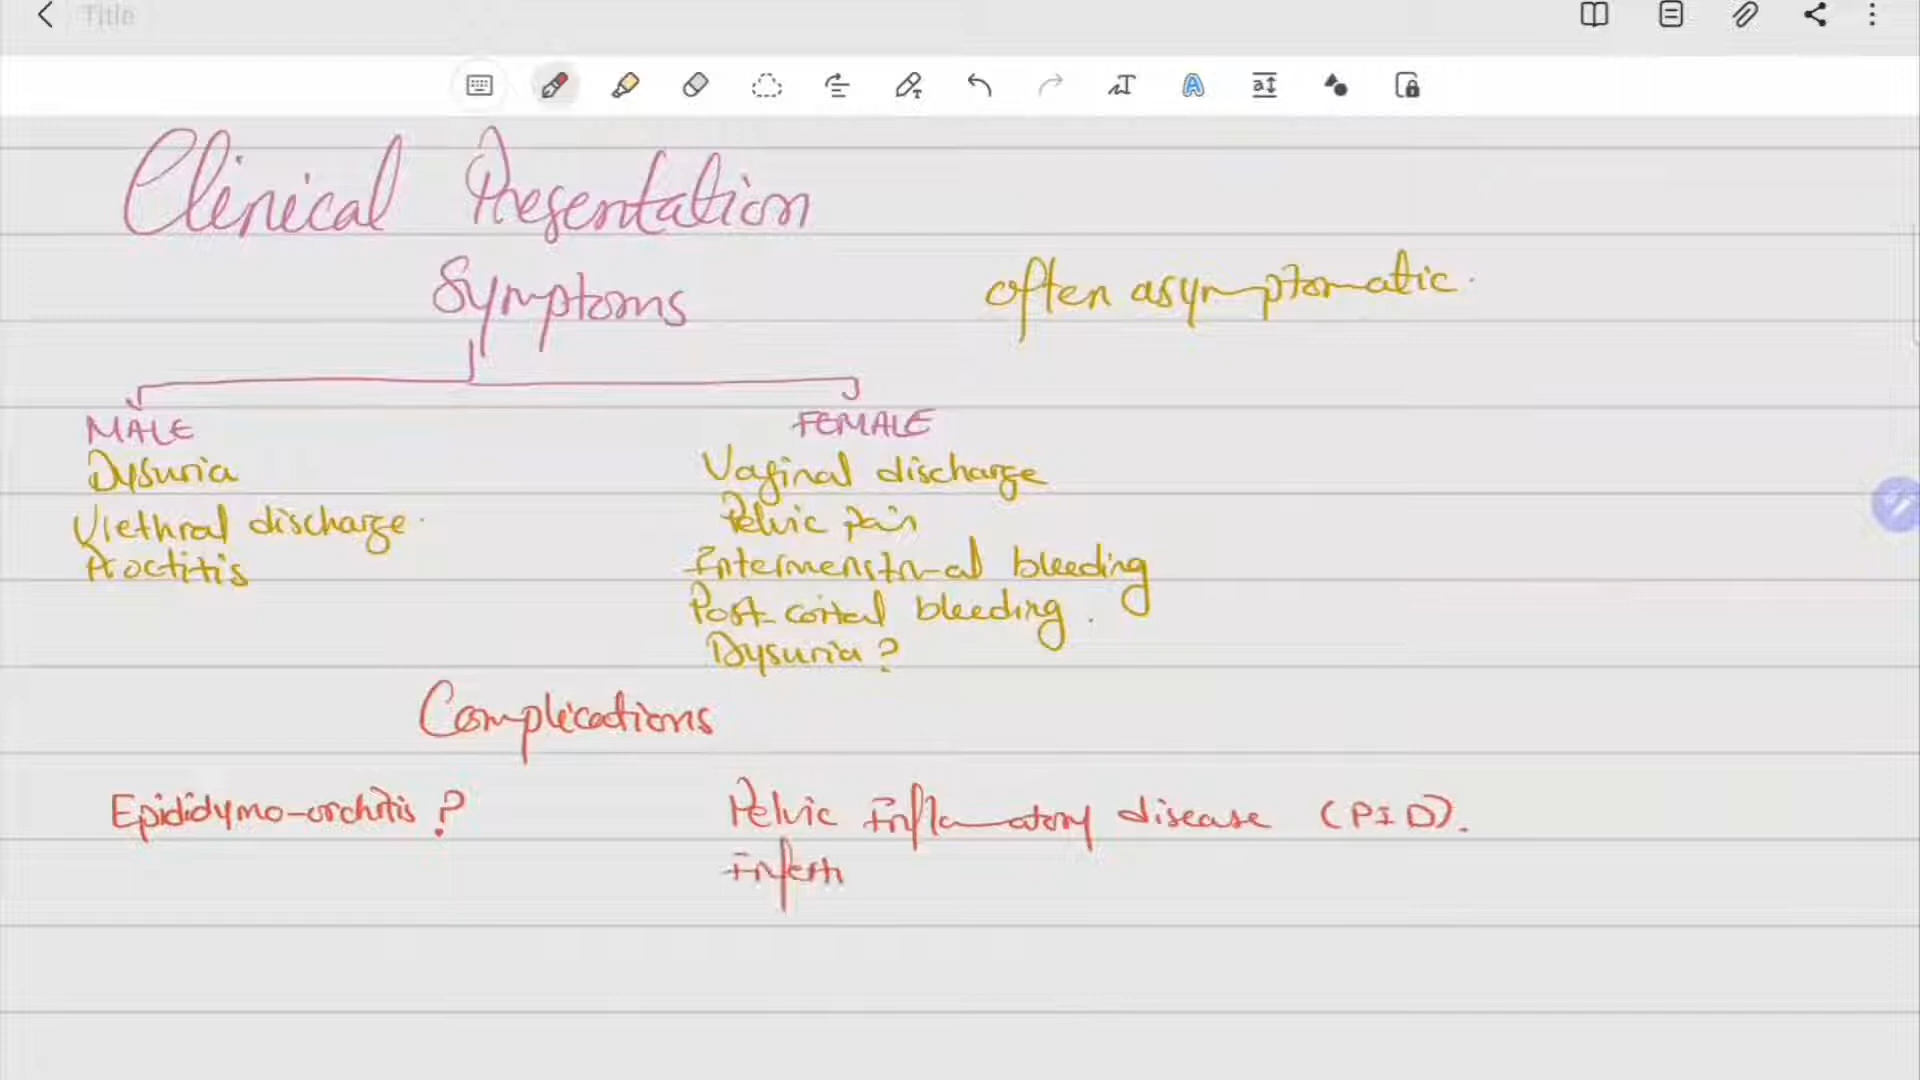 Title
Clinical Presentation
Symptoms
often asymptomatic.
MALE
Dysuria
Urethral discharge.
Proctitis
FEMALE
Vaginal discharge
Pelvic pain
Intermenstrual bleeding
Post-coital bleeding.
Dysuria?
Complications
Epididymo-orchitis?
Pelvic Inflammatory disease (PID).
Inferti